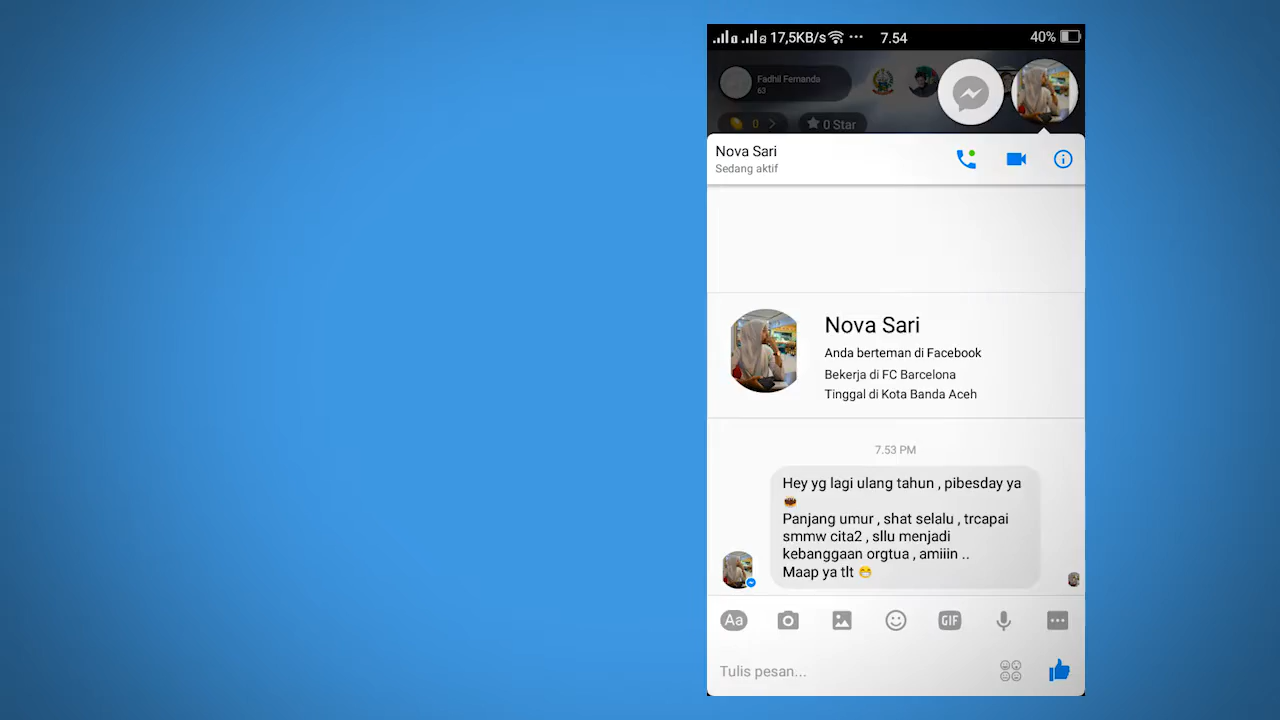 17,5KB/s 7.54 40%
Fadhil Fernanda
63
0 0 Star
Nova Sari
Sedang aktif
Nova Sari
Anda berteman di Facebook
Bekerja di FC Barcelona
Tinggal di Kota Banda Aceh
7.53 PM
Hey yg lagi ulang tahun , pibesday ya
🍩
Panjang umur , shat selalu , trcapai
smmw cita2 , sllu menjadi
kebanggaan orgtua , amiiin ..
Maap ya tlt 😁
Aa GIF
Tulis pesan...